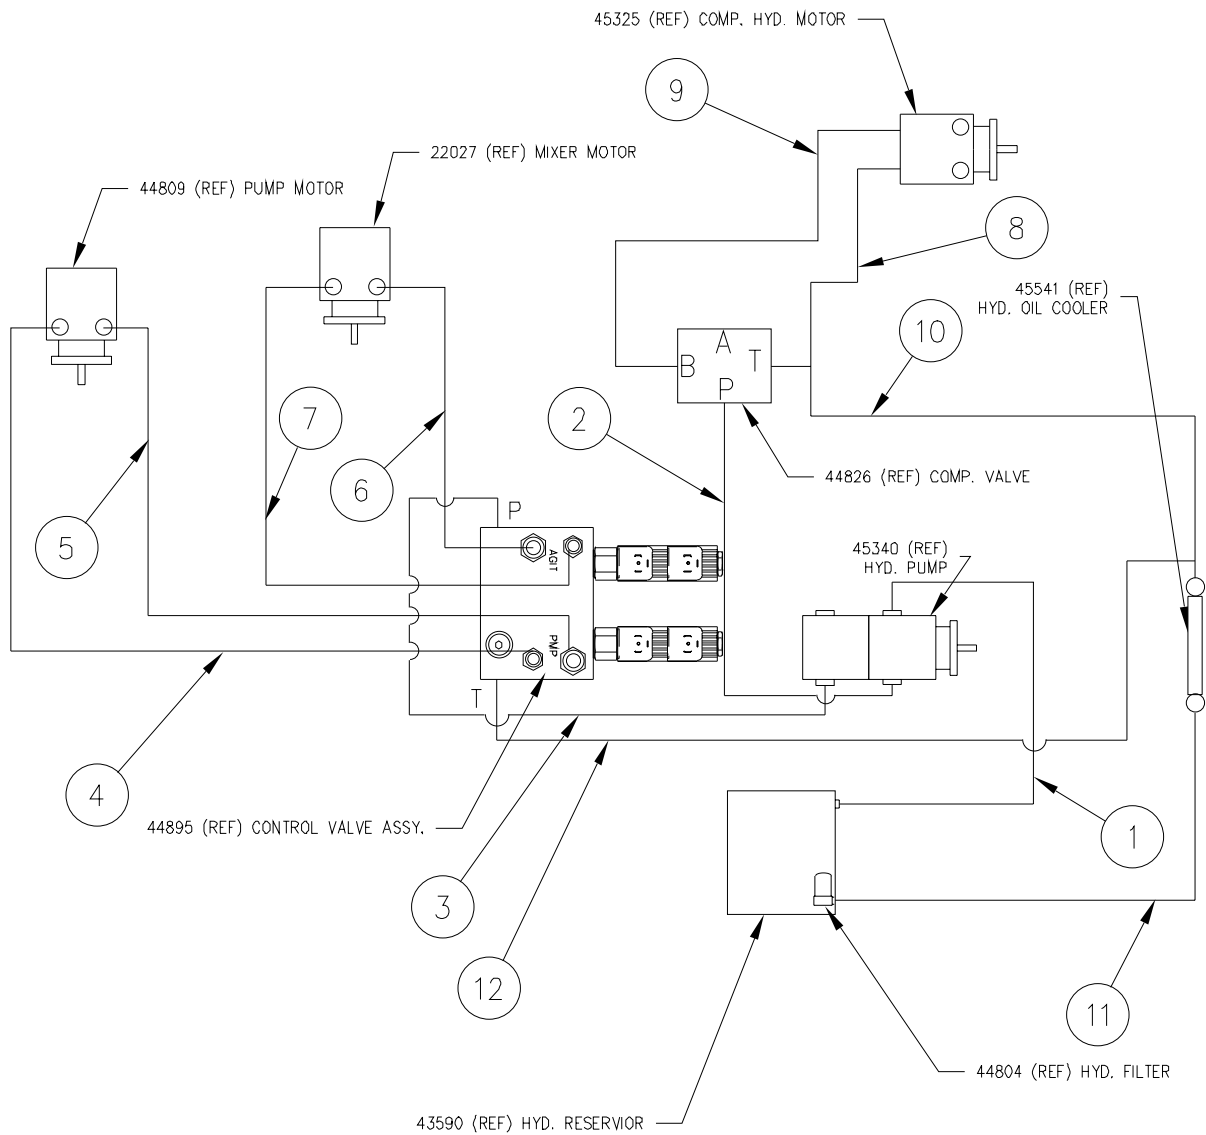 45325 (REF) COMP. HYD. MOTOR
9
22027 (REF) MIXER MOTOR
44809 (REF) PUMP MOTOR
8
45541 (REF)
HYD. OIL COOLER
10
A
B
T
P
7
2
6
44826 (REF) COMP. VALVE
P
5
AGIT
45340 (REF)
HYD. PUMP
PMP
T
4
44895 (REF) CONTROL VALVE ASSY.
1
3
12
11
44804 (REF) HYD. FILTER
43590 (REF) HYD. RESERVIOR